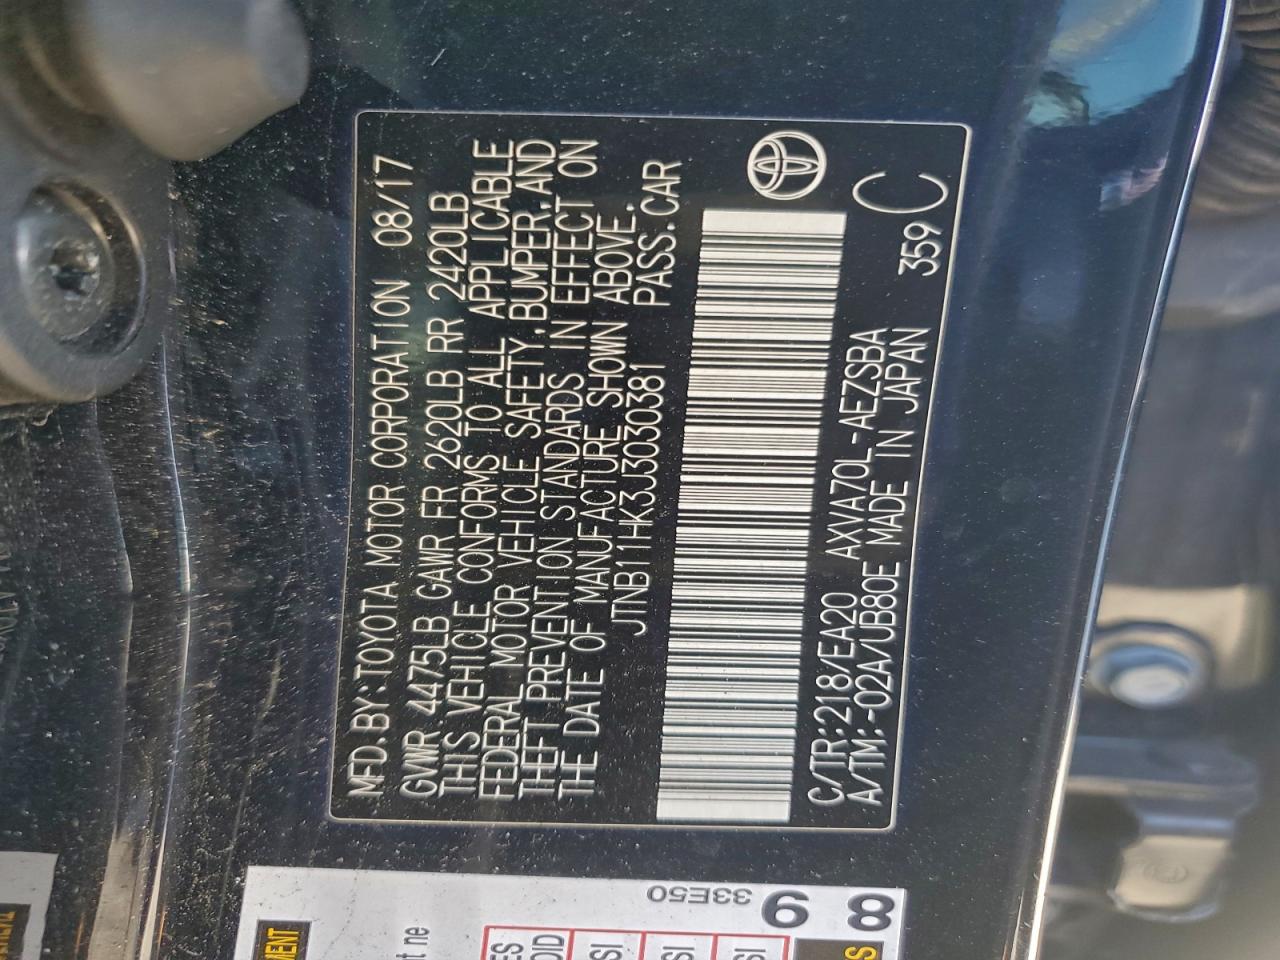 MFD.BY:TOYOTA MOTOR CORPORATION 08/17
GVWR 4475LB GAWR FR 2620LB RR 2420LB
THIS VEHICLE CONFORMS TO ALL APPLICABLE
FEDERAL MOTOR VEHICLE SAFETY,BUMPER,AND
THEFT PREVENTION STANDARDS IN EFFECT ON
THE DATE OF MANUFACTURE SHOWN ABOVE.
JTNB11HK3J3030381 PASS.CAR
C/TR:218/EA20 AXVA70L-AEZSBA
A/TM:-02A/UB80E MADE IN JAPAN 359 C
33E50
8
9